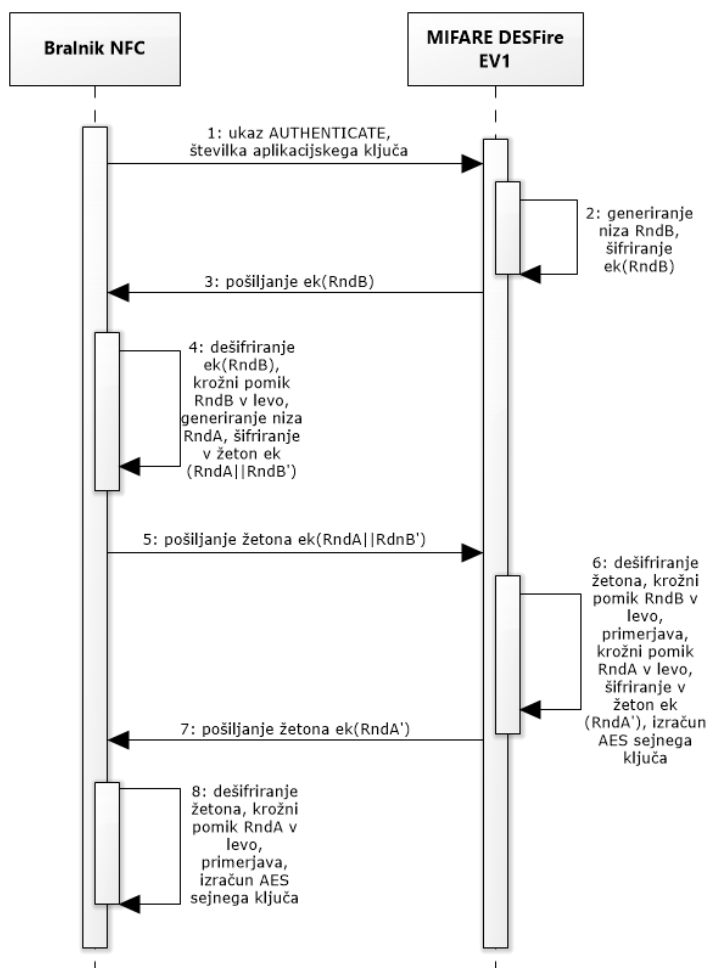 Bralnik NFC
MIFARE DESFire
EV1
1: ukaz AUTHENTICATE,
številka aplikacijskega ključa
2: generiranje
niza RndB,
šifriranje
ek(RndB)
3: pošiljanje ek(RndB)
4: dešifriranje
ek(RndB),
krožni pomik
RndB v levo,
generiranje niza
RndA, šifriranje
v žeton ek
(RndA||RndB')
5: pošiljanje žetona ek(RndA||RdnB')
6: dešifriranje
žetona, krožni
pomik RndB v
levo,
primerjava,
krožni pomik
RndA v levo,
šifriranje v
žeton ek
(RndA'), izračun
AES sejnega
ključa
7: pošiljanje žetona ek(RndA')
8: dešifriranje
žetona, krožni
pomik RndA v
levo,
primerjava,
izračun AES
sejnega ključa